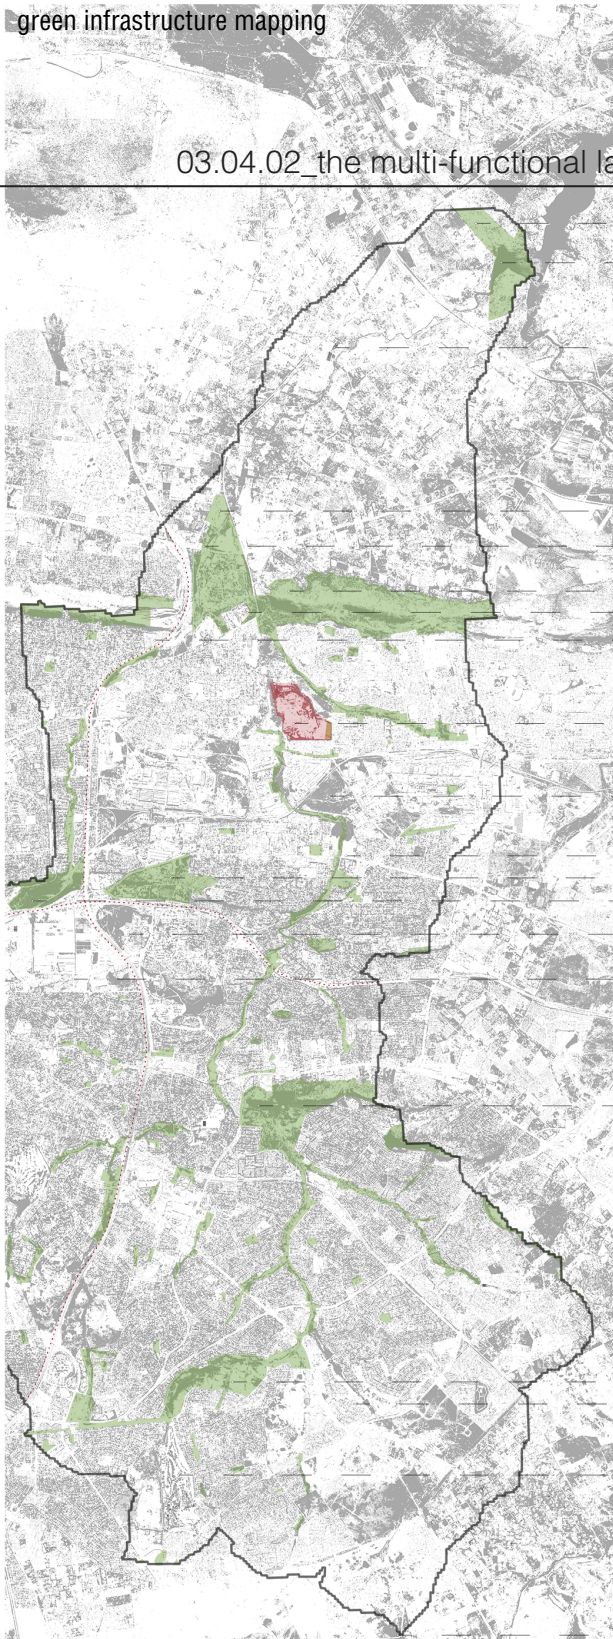 green infrastructure mapping
03.04.02_the multi-functional la